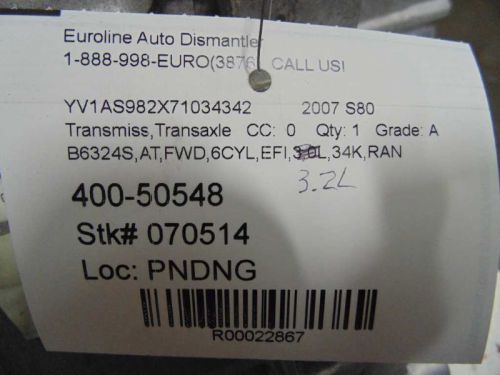 Euroline Auto Dismantler
1-888-998-EURO(3876) CALL US!
YV1AS982X71034342 2007 S80
Transmiss,Transaxle CC: 0 Qty: 1 Grade: A
B6324S,AT,FWD,6CYL,EFI,3.0L,34K,RAN
3.2L
400-50548
Stk# 070514
Loc: PNDNG
R00022867